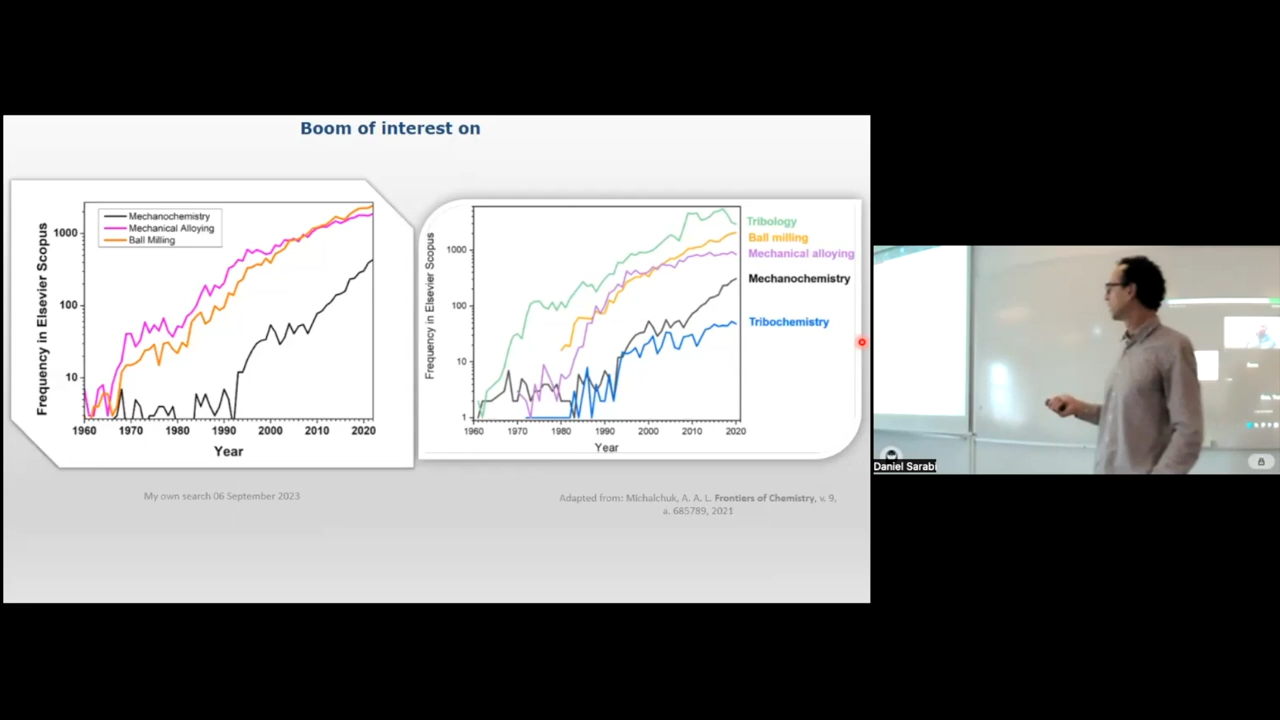 Boom of interest on
Frequency in Elsevier Scopus
Mechanochemistry
Mechanical Alloying
Ball Milling
1000
100
10
1960 1970 1980 1990 2000 2010 2020
Year
My own search 06 September 2023
Frequency in Elsevier Scopus
1000
100
10
1
1960 1970 1980 1990 2000 2010 2020
Year
Tribology
Ball milling
Mechanical alloying
Mechanochemistry
Tribochemistry
Adapted from: Michalchuk, A. A. L. Frontiers of Chemistry, v. 9,
a. 685789, 2021
Daniel Sarabi